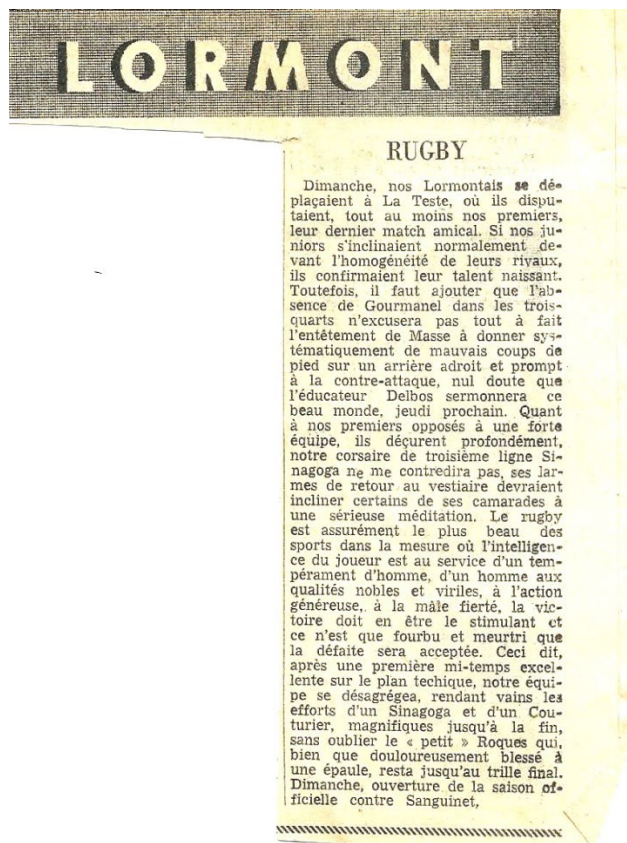 LORMONT
RUGBY
Dimanche, nos Lormontais se dé-
plaçaient à La Teste, où ils dispu-
taient, tout au moins nos premiers,
leur dernier match amical. Si nos ju-
niors s'inclinaient normalement de-
vant l'homogénéité de leurs rivaux,
ils confirmaient leur talent naissant.
Toutefois, il faut ajouter que l'ab-
sence de Gourmanel dans les trois-
quarts n'excusera pas tout à fait
l'entêtement de Masse à donner sys-
tématiquement de mauvais coups de
pied sur un arrière adroit et prompt
à la contre-attaque, nul doute que
l'éducateur Delbos sermonnera ce
beau monde, jeudi prochain. Quant
à nos premiers opposés à une forte
équipe, ils déçurent profondément,
notre corsaire de troisième ligne Si-
nagoga ne me contredira pas, ses lar-
mes de retour au vestiaire devraient
incliner certains de ses camarades à
une sérieuse méditation. Le rugby
est assurément le plus beau des
sports dans la mesure où l'intelligen-
ce du joueur est au service d'un tem-
pérament d'homme, d'un homme aux
qualités nobles et viriles, à l'action
généreuse, à la mâle fierté, la vic-
toire doit en être le stimulant et
ce n'est que fourbu et meurtri que
la défaite sera acceptée. Ceci dit,
après une première mi-temps excel-
lente sur le plan techique, notre équi-
pe se désagrégea, rendant vains les
efforts d'un Sinagoga et d'un Cou-
turier, magnifiques jusqu'à la fin,
sans oublier le « petit » Roques qui,
bien que douloureusement blessé à
une épaule, resta jusqu'au trille final.
Dimanche, ouverture de la saison of-
ficielle contre Sanguinet,